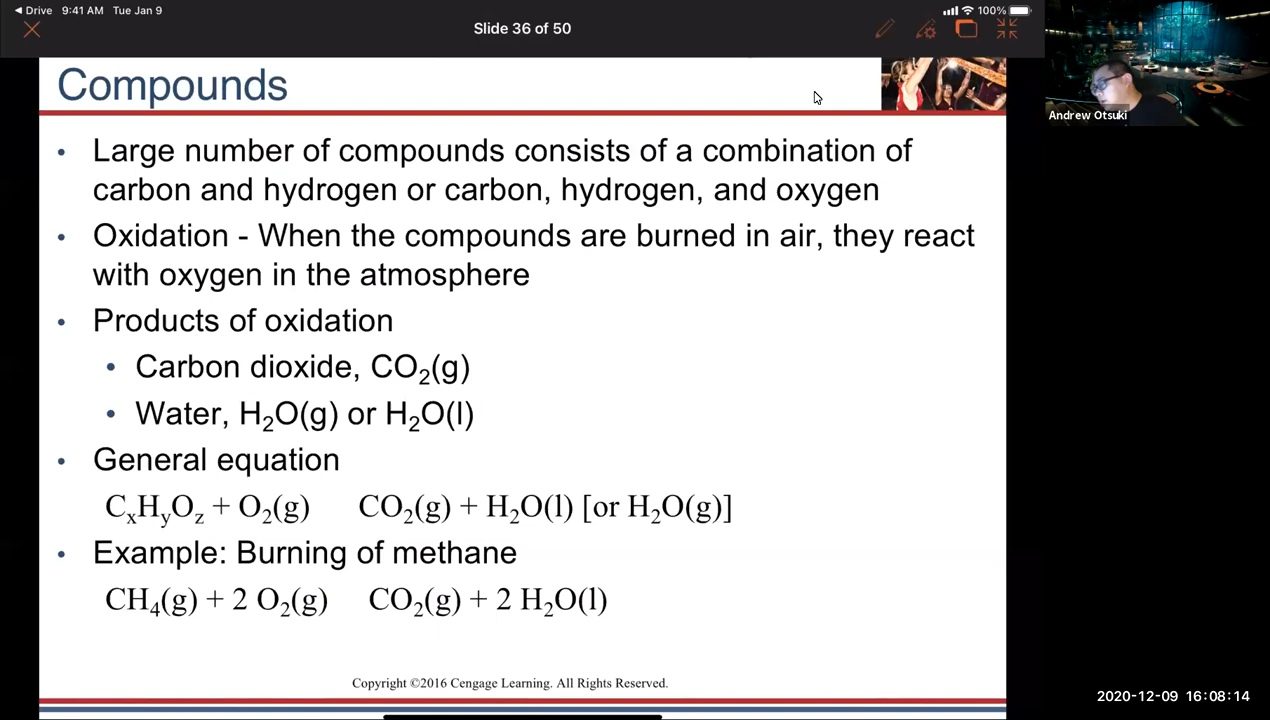 Drive 9:41 AM Tue Jan 9
100%
Slide 36 of 50
Compounds
Andrew Otsuki
• Large number of compounds consists of a combination of
carbon and hydrogen or carbon, hydrogen, and oxygen
• Oxidation - When the compounds are burned in air, they react
with oxygen in the atmosphere
• Products of oxidation
• Carbon dioxide, CO₂(g)
• Water, H₂O(g) or H₂O(l)
• General equation
CₓHᵧO_z + O₂(g) CO₂(g) + H₂O(l) [or H₂O(g)]
• Example: Burning of methane
CH₄(g) + 2 O₂(g) CO₂(g) + 2 H₂O(l)
Copyright ©2016 Cengage Learning. All Rights Reserved.
2020-12-09 16:08:14